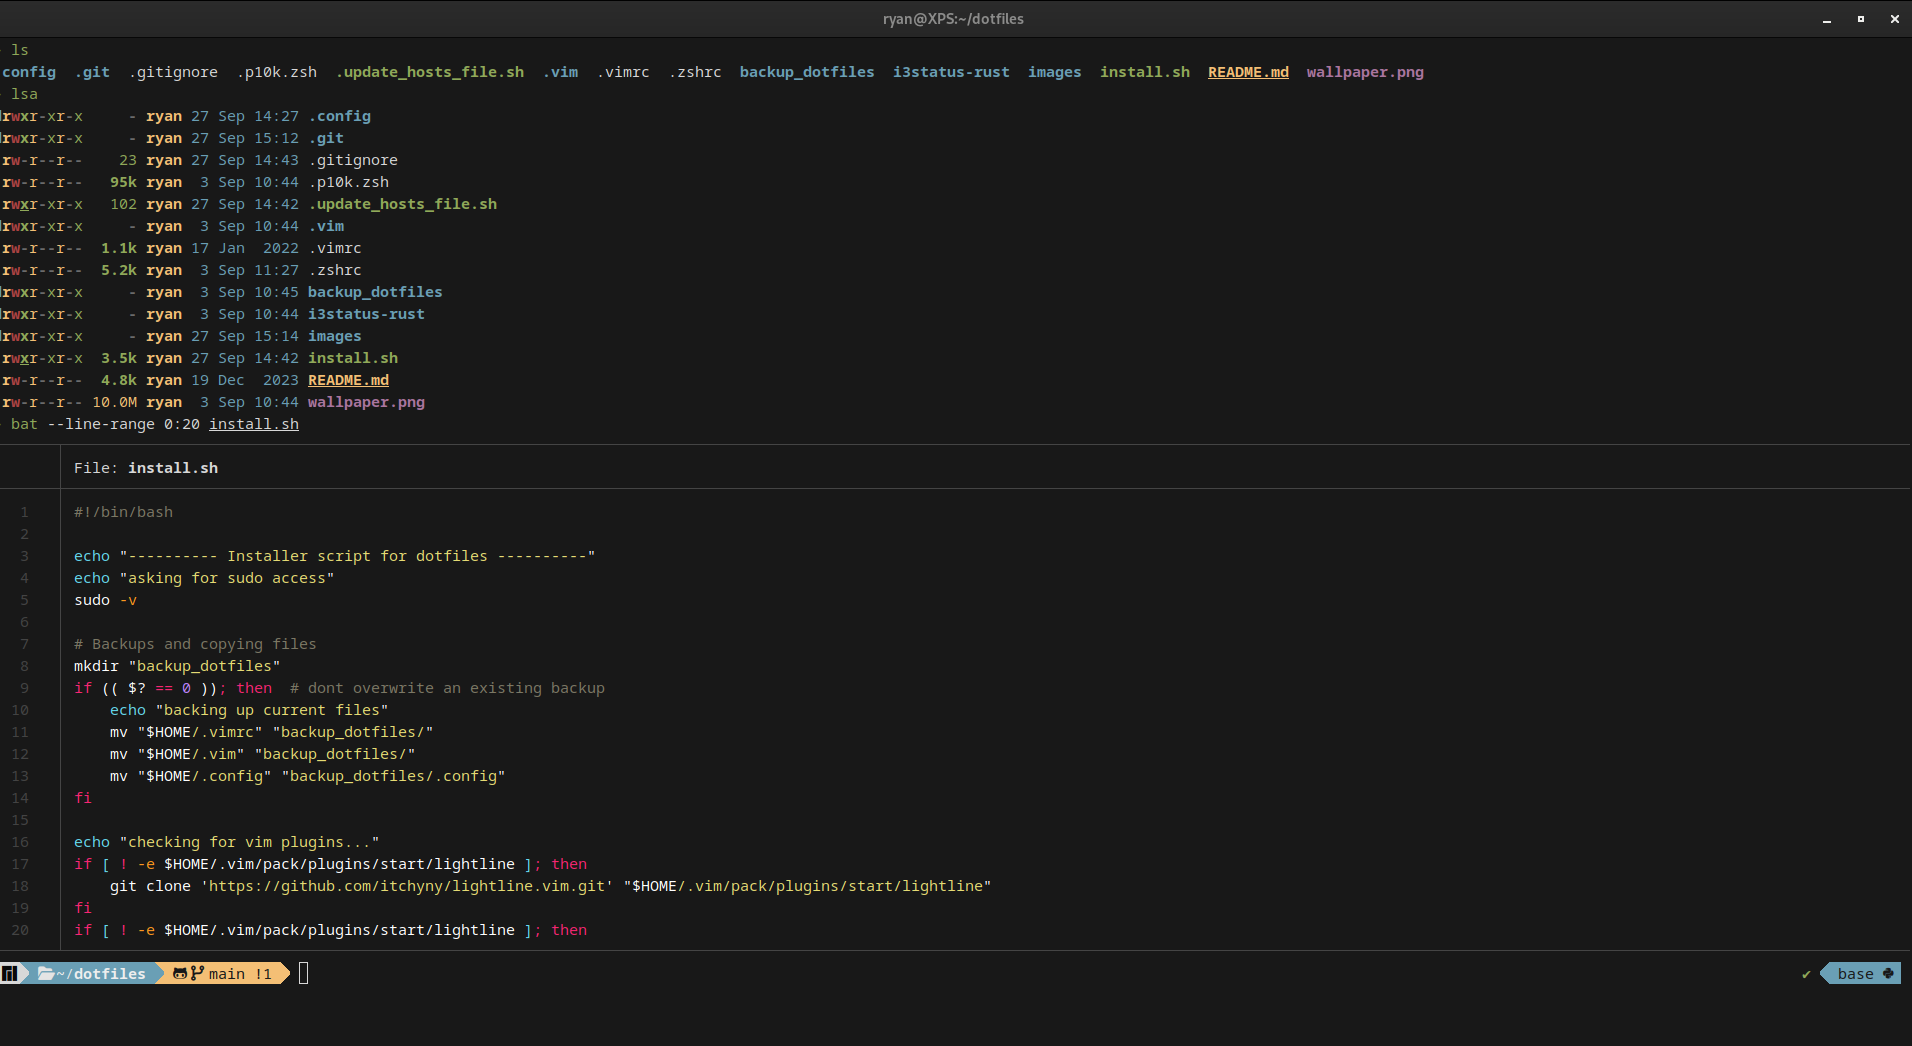 ryan@XPS:~/dotfiles
ls
config .git .gitignore .p10k.zsh .update_hosts_file.sh .vim .vimrc .zshrc backup_dotfiles i3status-rust images install.sh README.md wallpaper.png
lsa
drwxr-xr-x - ryan 27 Sep 14:27 .config
drwxr-xr-x - ryan 27 Sep 15:12 .git
rw-r--r-- 23 ryan 27 Sep 14:43 .gitignore
rw-r--r-- 95k ryan 3 Sep 10:44 .p10k.zsh
rwxr-xr-x 102 ryan 27 Sep 14:42 .update_hosts_file.sh
drwxr-xr-x - ryan 3 Sep 10:44 .vim
rw-r--r-- 1.1k ryan 17 Jan 2022 .vimrc
rw-r--r-- 5.2k ryan 3 Sep 11:27 .zshrc
drwxr-xr-x - ryan 3 Sep 10:45 backup_dotfiles
drwxr-xr-x - ryan 3 Sep 10:44 i3status-rust
drwxr-xr-x - ryan 27 Sep 15:14 images
rwxr-xr-x 3.5k ryan 27 Sep 14:42 install.sh
rw-r--r-- 4.8k ryan 19 Dec 2023 README.md
rw-r--r-- 10.0M ryan 3 Sep 10:44 wallpaper.png
bat --line-range 0:20 install.sh
File: install.sh
1 #!/bin/bash
2
3 echo "---------- Installer script for dotfiles ----------"
4 echo "asking for sudo access"
5 sudo -v
6
7 # Backups and copying files
8 mkdir "backup_dotfiles"
9 if (( $? == 0 )); then # dont overwrite an existing backup
10 echo "backing up current files"
11 mv "$HOME/.vimrc" "backup_dotfiles/"
12 mv "$HOME/.vim" "backup_dotfiles/"
13 mv "$HOME/.config" "backup_dotfiles/.config"
14 fi
15
16 echo "checking for vim plugins..."
17 if [ ! -e $HOME/.vim/pack/plugins/start/lightline ]; then
18 git clone 'https://github.com/itchyny/lightline.vim.git' "$HOME/.vim/pack/plugins/start/lightline"
19 fi
20 if [ ! -e $HOME/.vim/pack/plugins/start/lightline ]; then
~/dotfiles main !1 ✔ base